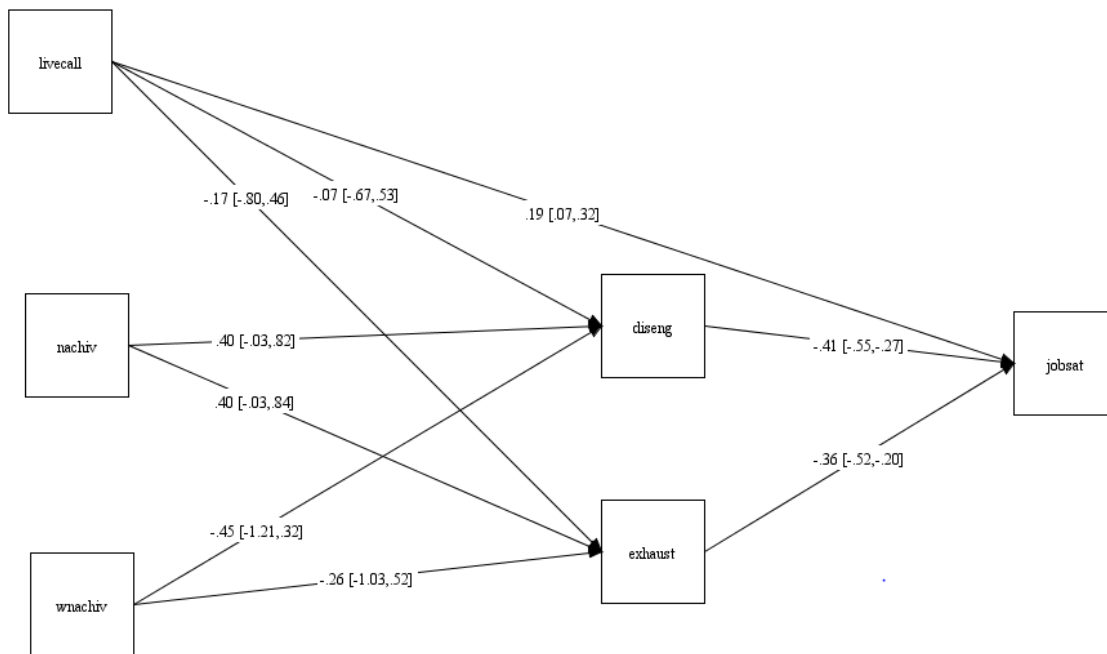 livecall
-.17 [-.80,.46]
-.07 [-.67,.53]
.19 [.07,.32]
nachiv
.40 [-.03,.82]
diseng
-.41 [-.55,-.27]
jobsat
.40 [-.03,.84]
-.36 [-.52,-.20]
-.45 [-1.21,.32]
exhaust
-.26 [-1.03,.52]
wnachiv